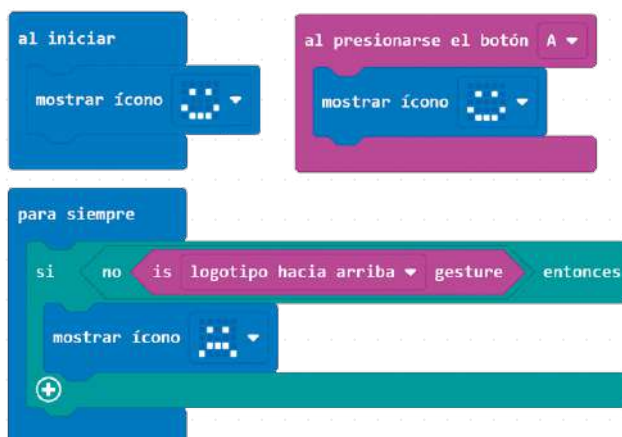 al iniciar
mostrar ícono
al presionarse el botón A
mostrar ícono
para siempre
si no is logotipo hacia arriba gesture entonces
mostrar ícono